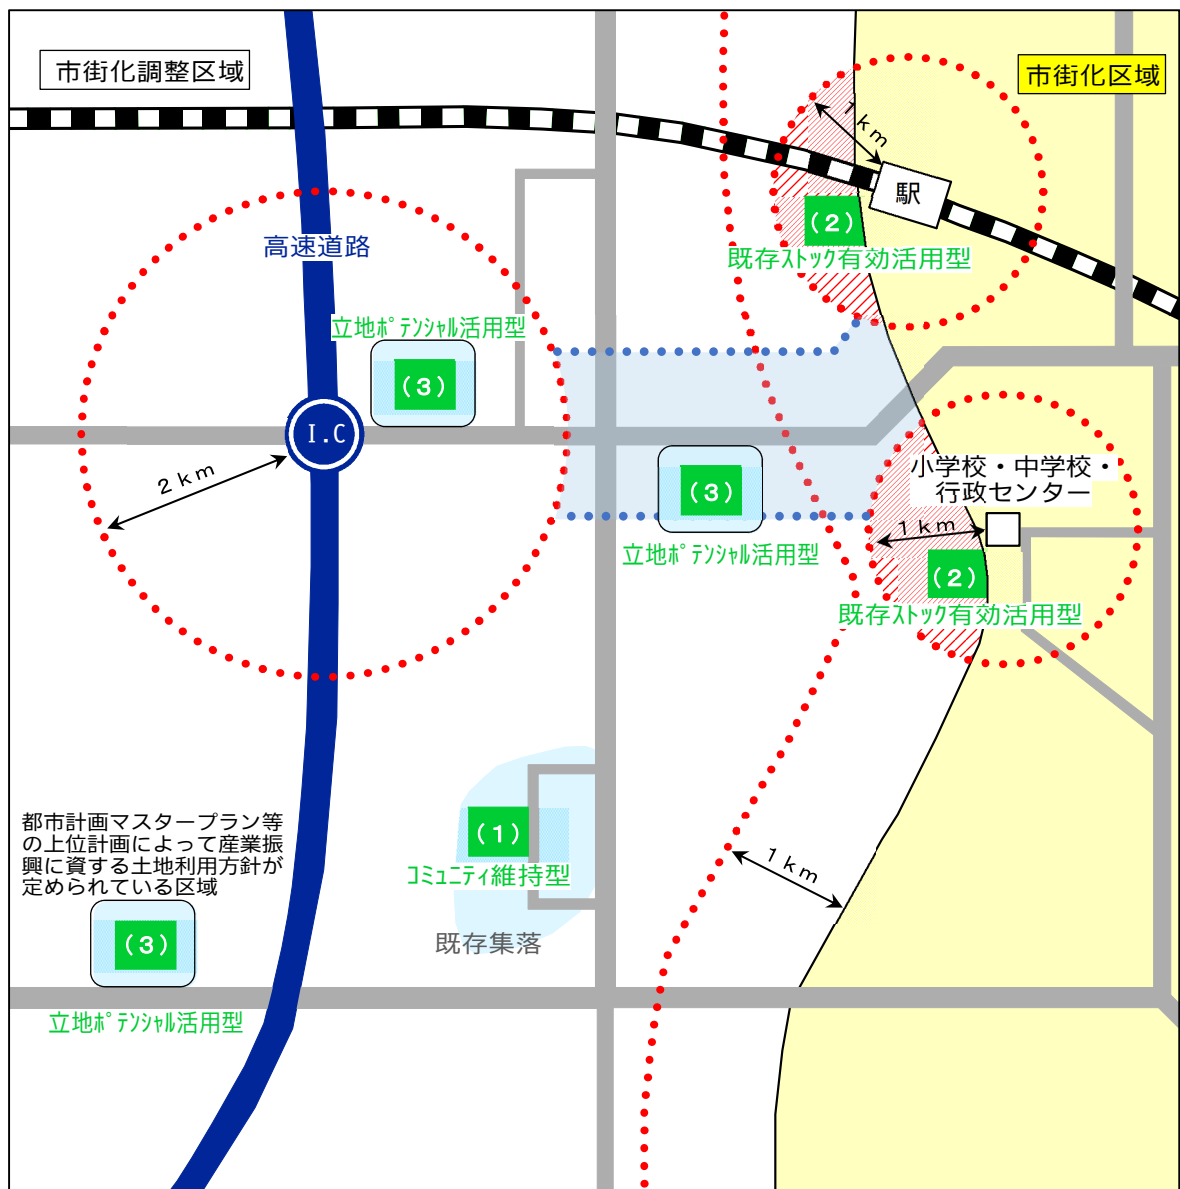 市街化調整区域
市街化区域
1km
駅
(2)
既存ストック有効活用型
高速道路
立地ポテンシャル活用型
(3)
I.C
2km
小学校・中学校・
行政センター
(3)
1km
立地ポテンシャル活用型
(2)
既存ストック有効活用型
都市計画マスタープラン等
の上位計画によって産業振
興に資する土地利用方針が
定められている区域
(1)
コミュニティ維持型
1km
既存集落
(3)
立地ポテンシャル活用型